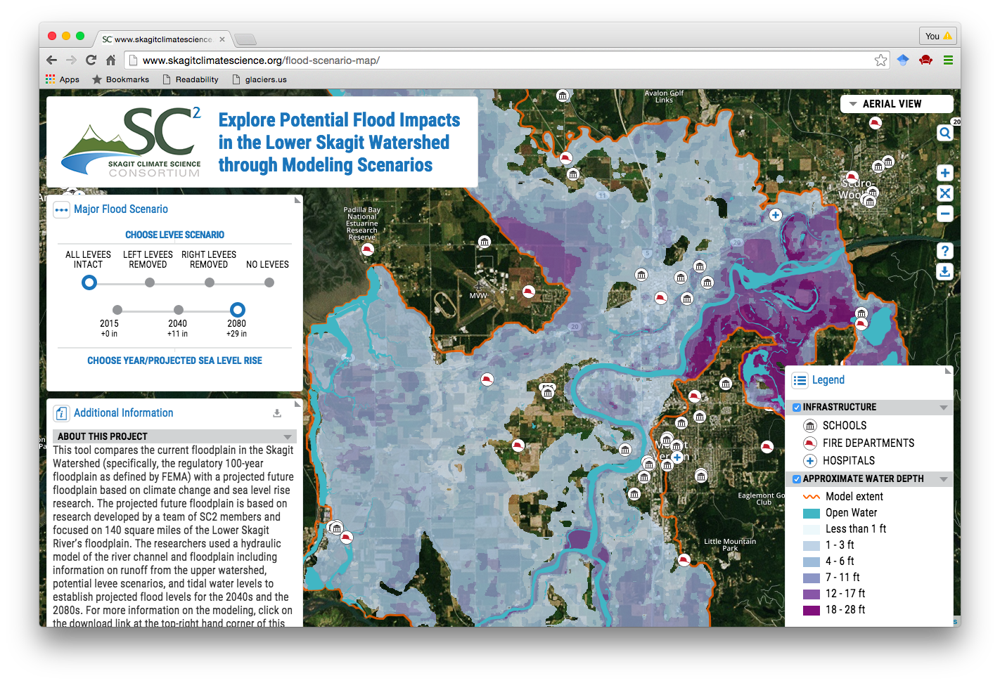 SC² www.skagitclimatescience.
You
www.skagitclimatescience.org/flood-scenario-map/
Apps
Bookmarks
Readability
glaciers.us
SC2
SKAGIT CLIMATE SCIENCE
CONSORTIUM
Explore Potential Flood Impacts
in the Lower Skagit Watershed
through Modeling Scenarios
Avalon Golf
Links
AERIAL VIEW
20
Major Flood Scenario
CHOOSE LEVEE SCENARIO
ALL LEVEES
INTACT
LEFT LEVEES
REMOVED
RIGHT LEVEES
REMOVED
NO LEVEES
2015
+0 in
2040
+11 in
2080
+29 in
CHOOSE YEAR/PROJECTED SEA LEVEL RISE
Padilla Bay
National
Estuarine
Research
Reserve
MVW
11
5
20
20
Additional Information
ABOUT THIS PROJECT
This tool compares the current floodplain in the Skagit
Watershed (specifically, the regulatory 100-year
floodplain as defined by FEMA) with a projected future
floodplain based on climate change and sea level rise
research. The projected future floodplain is based on
research developed by a team of SC2 members and
focused on 140 square miles of the Lower Skagit
River's floodplain. The researchers used a hydraulic
model of the river channel and floodplain including
information on runoff from the upper watershed,
potential levee scenarios, and tidal water levels to
establish projected flood levels for the 2040s and the
2080s. For more information on the modeling, click on
the download link at the top-right hand corner of this
Eaglemont Go
Club
Little Mountain
Park
Legend
INFRASTRUCTURE
SCHOOLS
FIRE DEPARTMENTS
HOSPITALS
APPROXIMATE WATER DEPTH
Model extent
Open Water
Less than 1 ft
1 - 3 ft
4 - 6 ft
7 - 11 ft
12 - 17 ft
18 - 28 ft